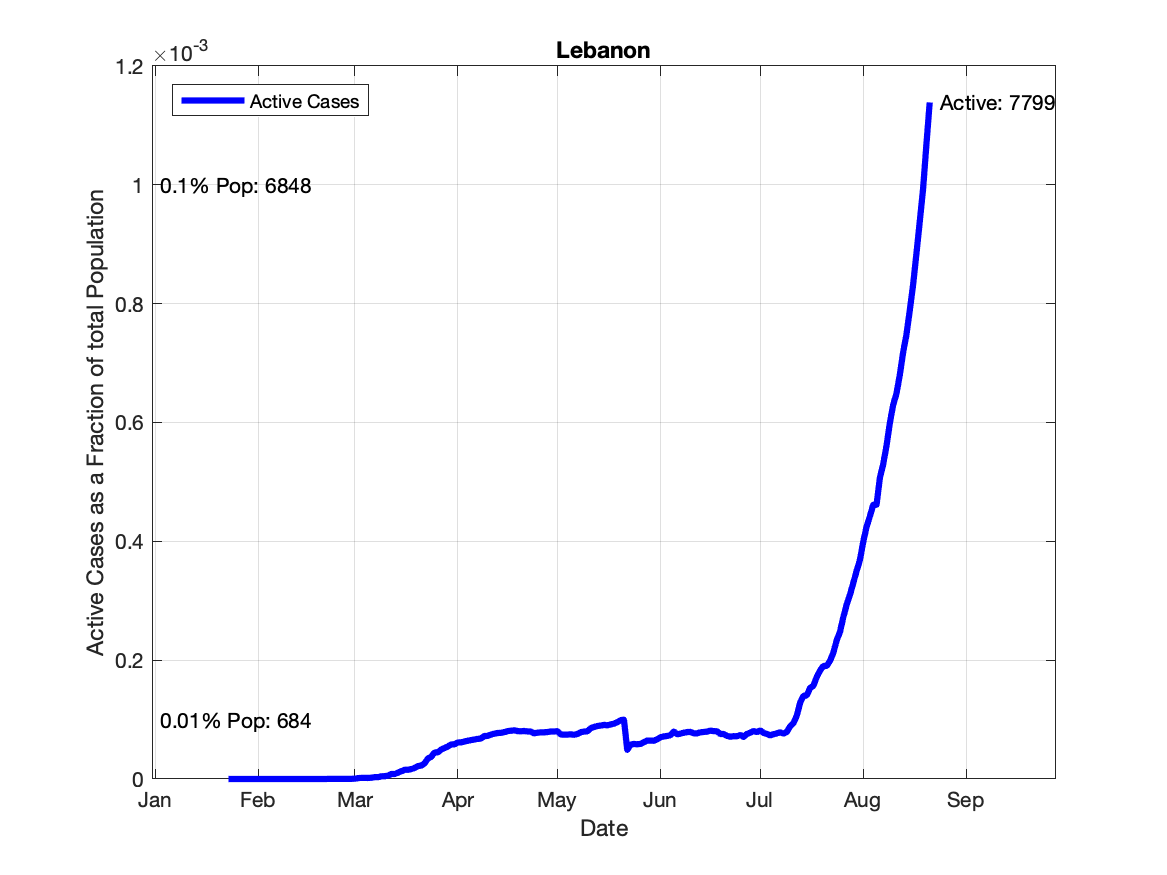 Lebanon
×10-3
1.2
1
0.8
0.6
0.4
0.2
0
Active Cases
Active: 7799
0.1% Pop: 6848
0.01% Pop: 684
Active Cases as a Fraction of total Population
Jan Feb Mar Apr May Jun Jul Aug Sep
Date